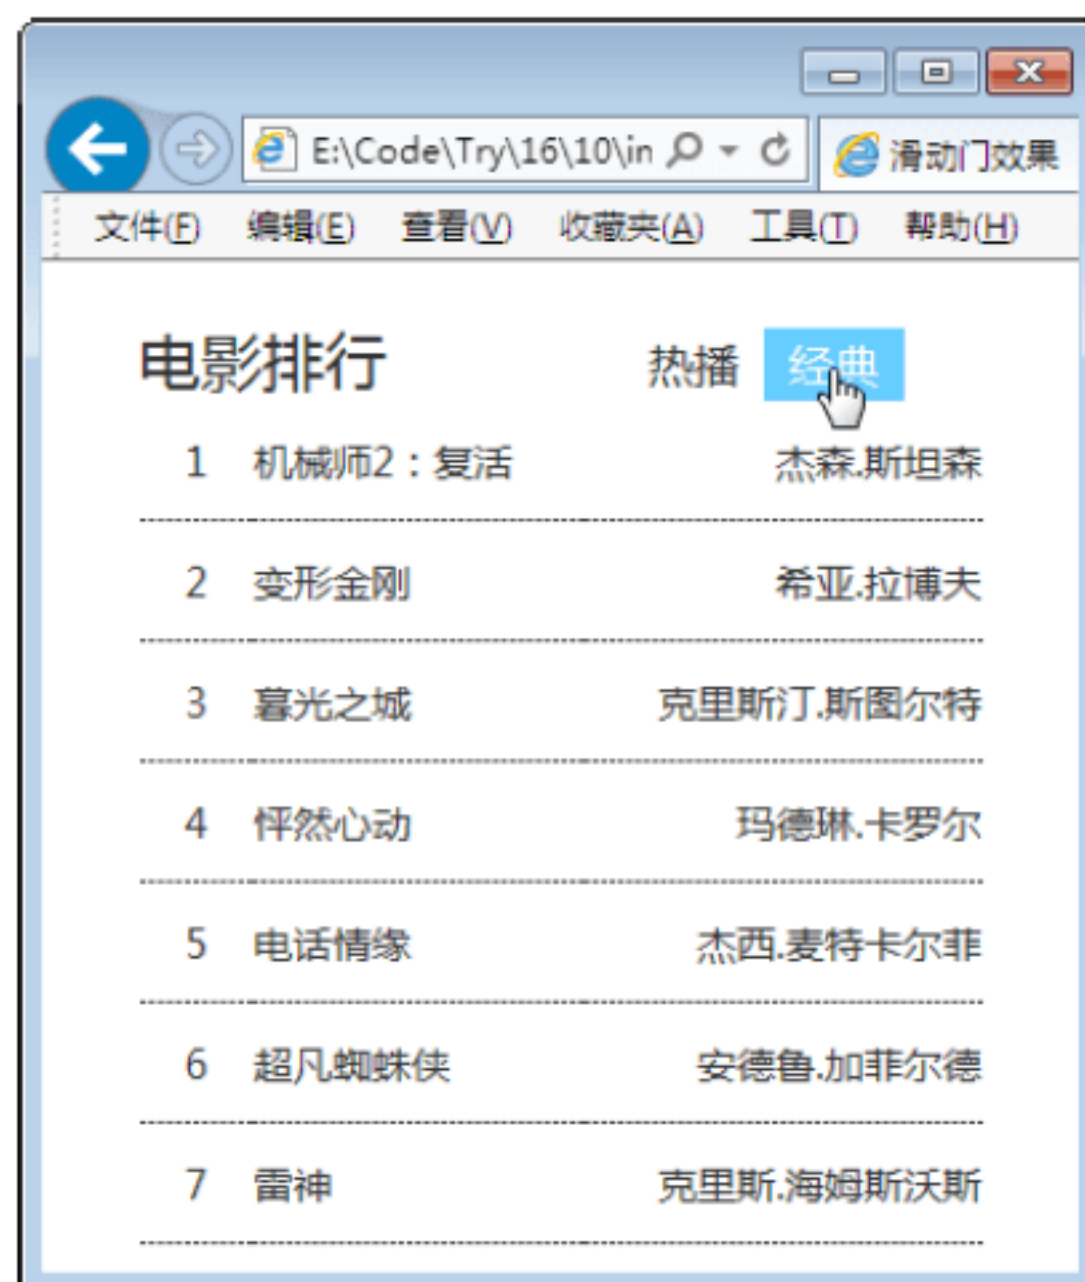 E:\Code\Try\16\10\in 滑动门效果
文件(F) 编辑(E) 查看(V) 收藏夹(A) 工具(T) 帮助(H)
电影排行 热播 经典
1 机械师2：复活 杰森.斯坦森
2 变形金刚 希亚.拉博夫
3 暮光之城 克里斯汀.斯图尔特
4 怦然心动 玛德琳.卡罗尔
5 电话情缘 杰西.麦特卡尔菲
6 超凡蜘蛛侠 安德鲁.加菲尔德
7 雷神 克里斯.海姆斯沃斯